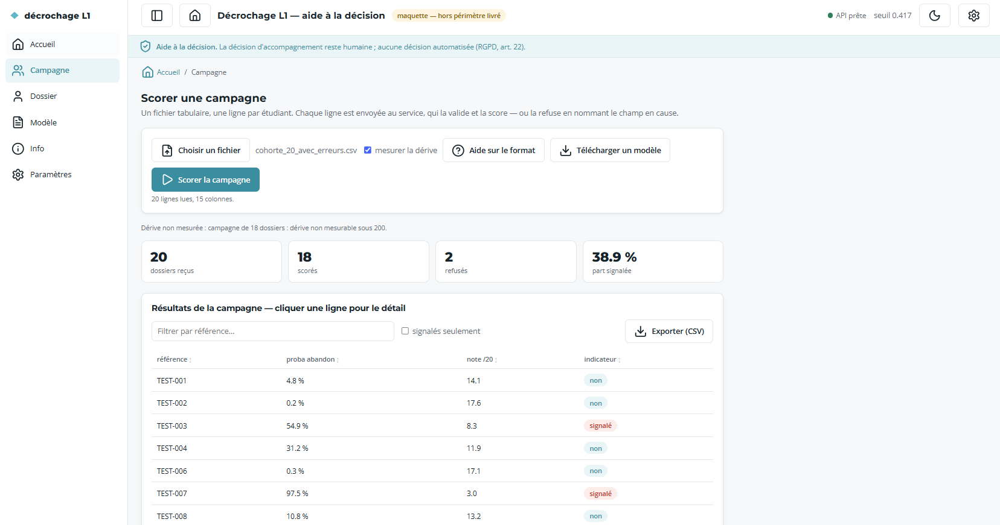 décrochage L1
Accueil
Campagne
Dossier
Modèle
Info
Paramètres
Décrochage L1 — aide à la décision
maquette — hors périmètre livré
API prête
seuil 0.417
Aide à la décision. La décision d'accompagnement reste humaine ; aucune décision automatisée (RGPD, art. 22).
Accueil / Campagne
Scorer une campagne
Un fichier tabulaire, une ligne par étudiant. Chaque ligne est envoyée au service, qui la valide et la score — ou la refuse en nommant le champ en cause.
Choisir un fichier cohorte_20_avec_erreurs.csv mesurer la dérive Aide sur le format Télécharger un modèle
Scorer la campagne
20 lignes lues, 15 colonnes.
Dérive non mesurée : campagne de 18 dossiers : dérive non mesurable sous 200.
20 18 2 38.9 %
dossiers reçus scorés refusés part signalée
Résultats de la campagne — cliquer une ligne pour le détail
Filtrer par référence... signalés seulement Exporter (CSV)
référence proba abandon note /20 indicateur
TEST-001 4.8 % 14.1 non
TEST-002 0.2 % 17.6 non
TEST-003 54.9 % 8.3 signalé
TEST-004 31.2 % 11.9 non
TEST-006 0.3 % 17.1 non
TEST-007 97.5 % 3.0 signalé
TEST-008 10.8 % 13.2 non